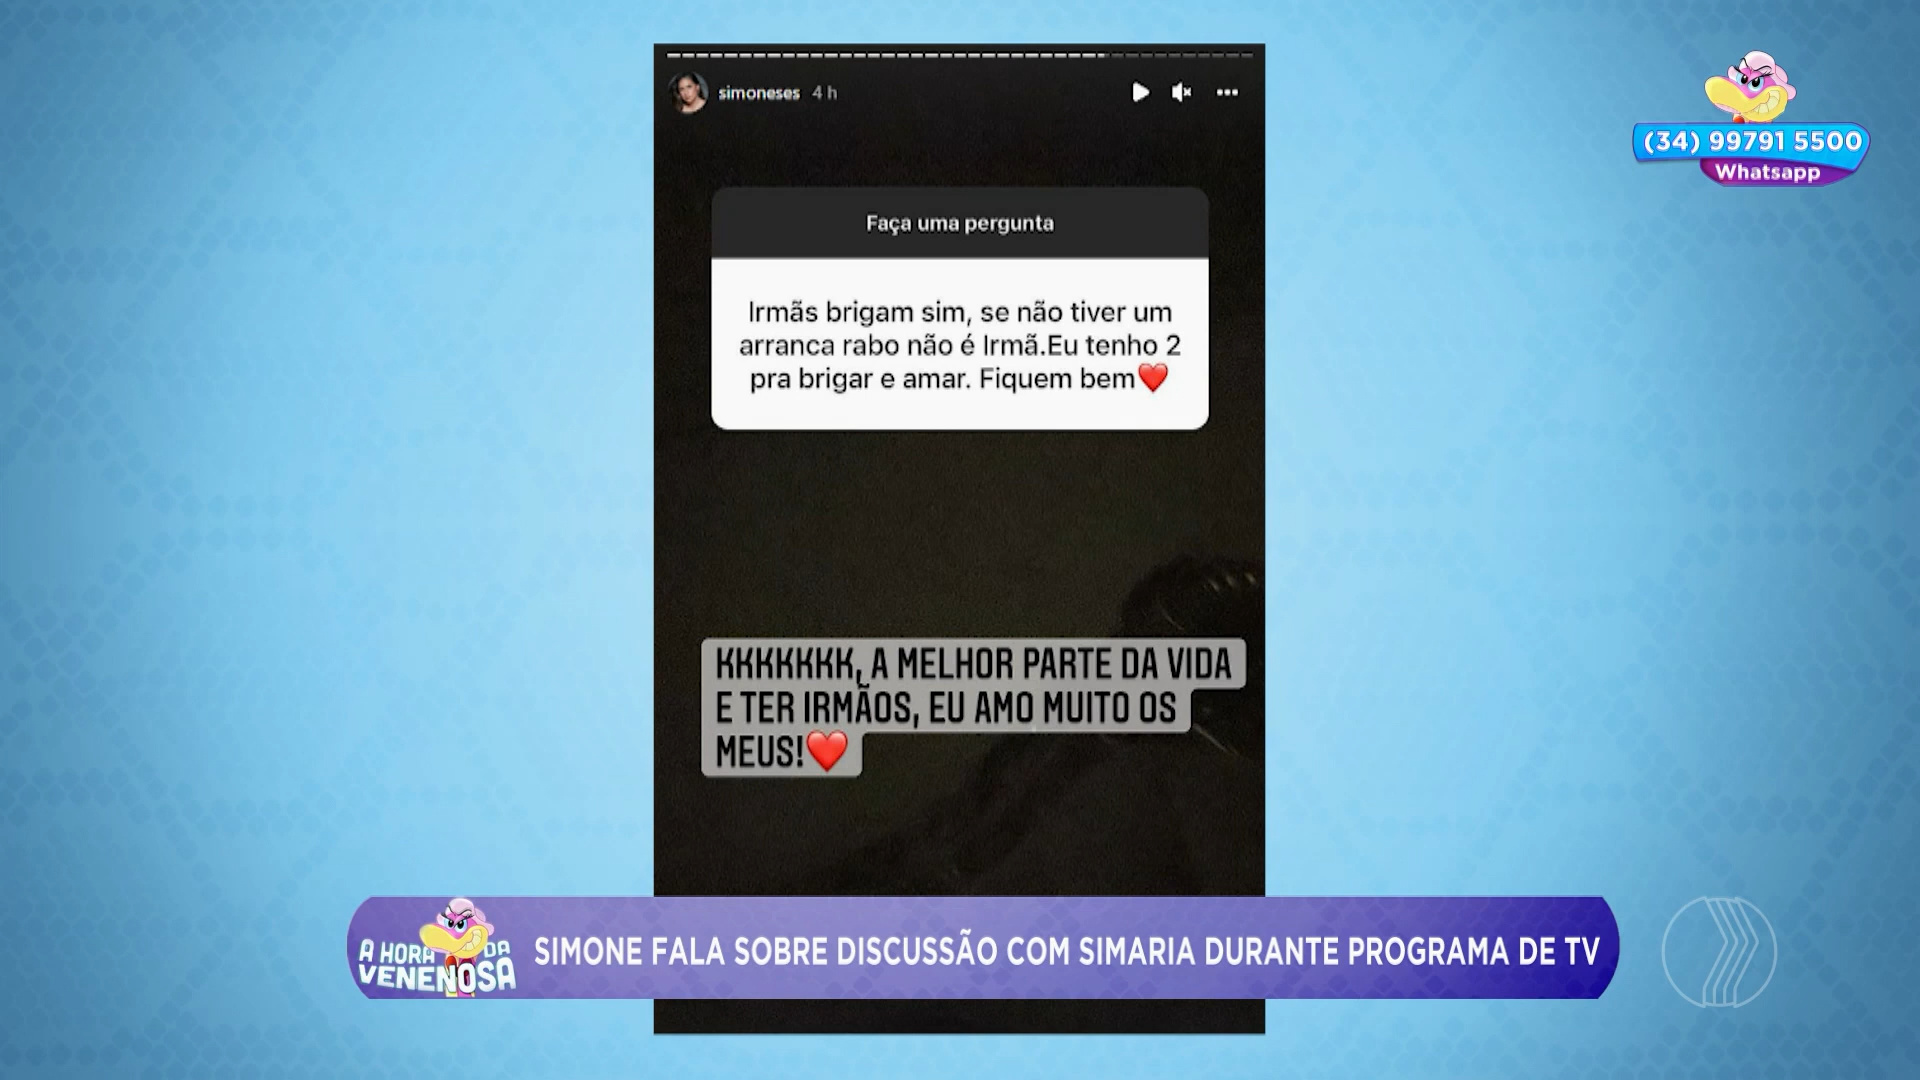 simoneses 4 h
(34) 99791 5500
Whatsapp
Faça uma pergunta
Irmãs brigam sim, se não tiver um
arranca rabo não é Irmã.Eu tenho 2
pra brigar e amar. Fiquem bem❤️
KKKKKKK, A MELHOR PARTE DA VIDA
E TER IRMÃOS, EU AMO MUITO OS
MEUS!❤️
A HORA DA
VENENOSA
SIMONE FALA SOBRE DISCUSSÃO COM SIMARIA DURANTE PROGRAMA DE TV